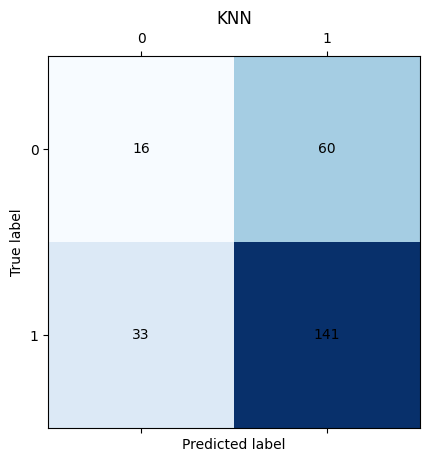 KNN
0 1
0 16 60
True label
1 33 141
Predicted label